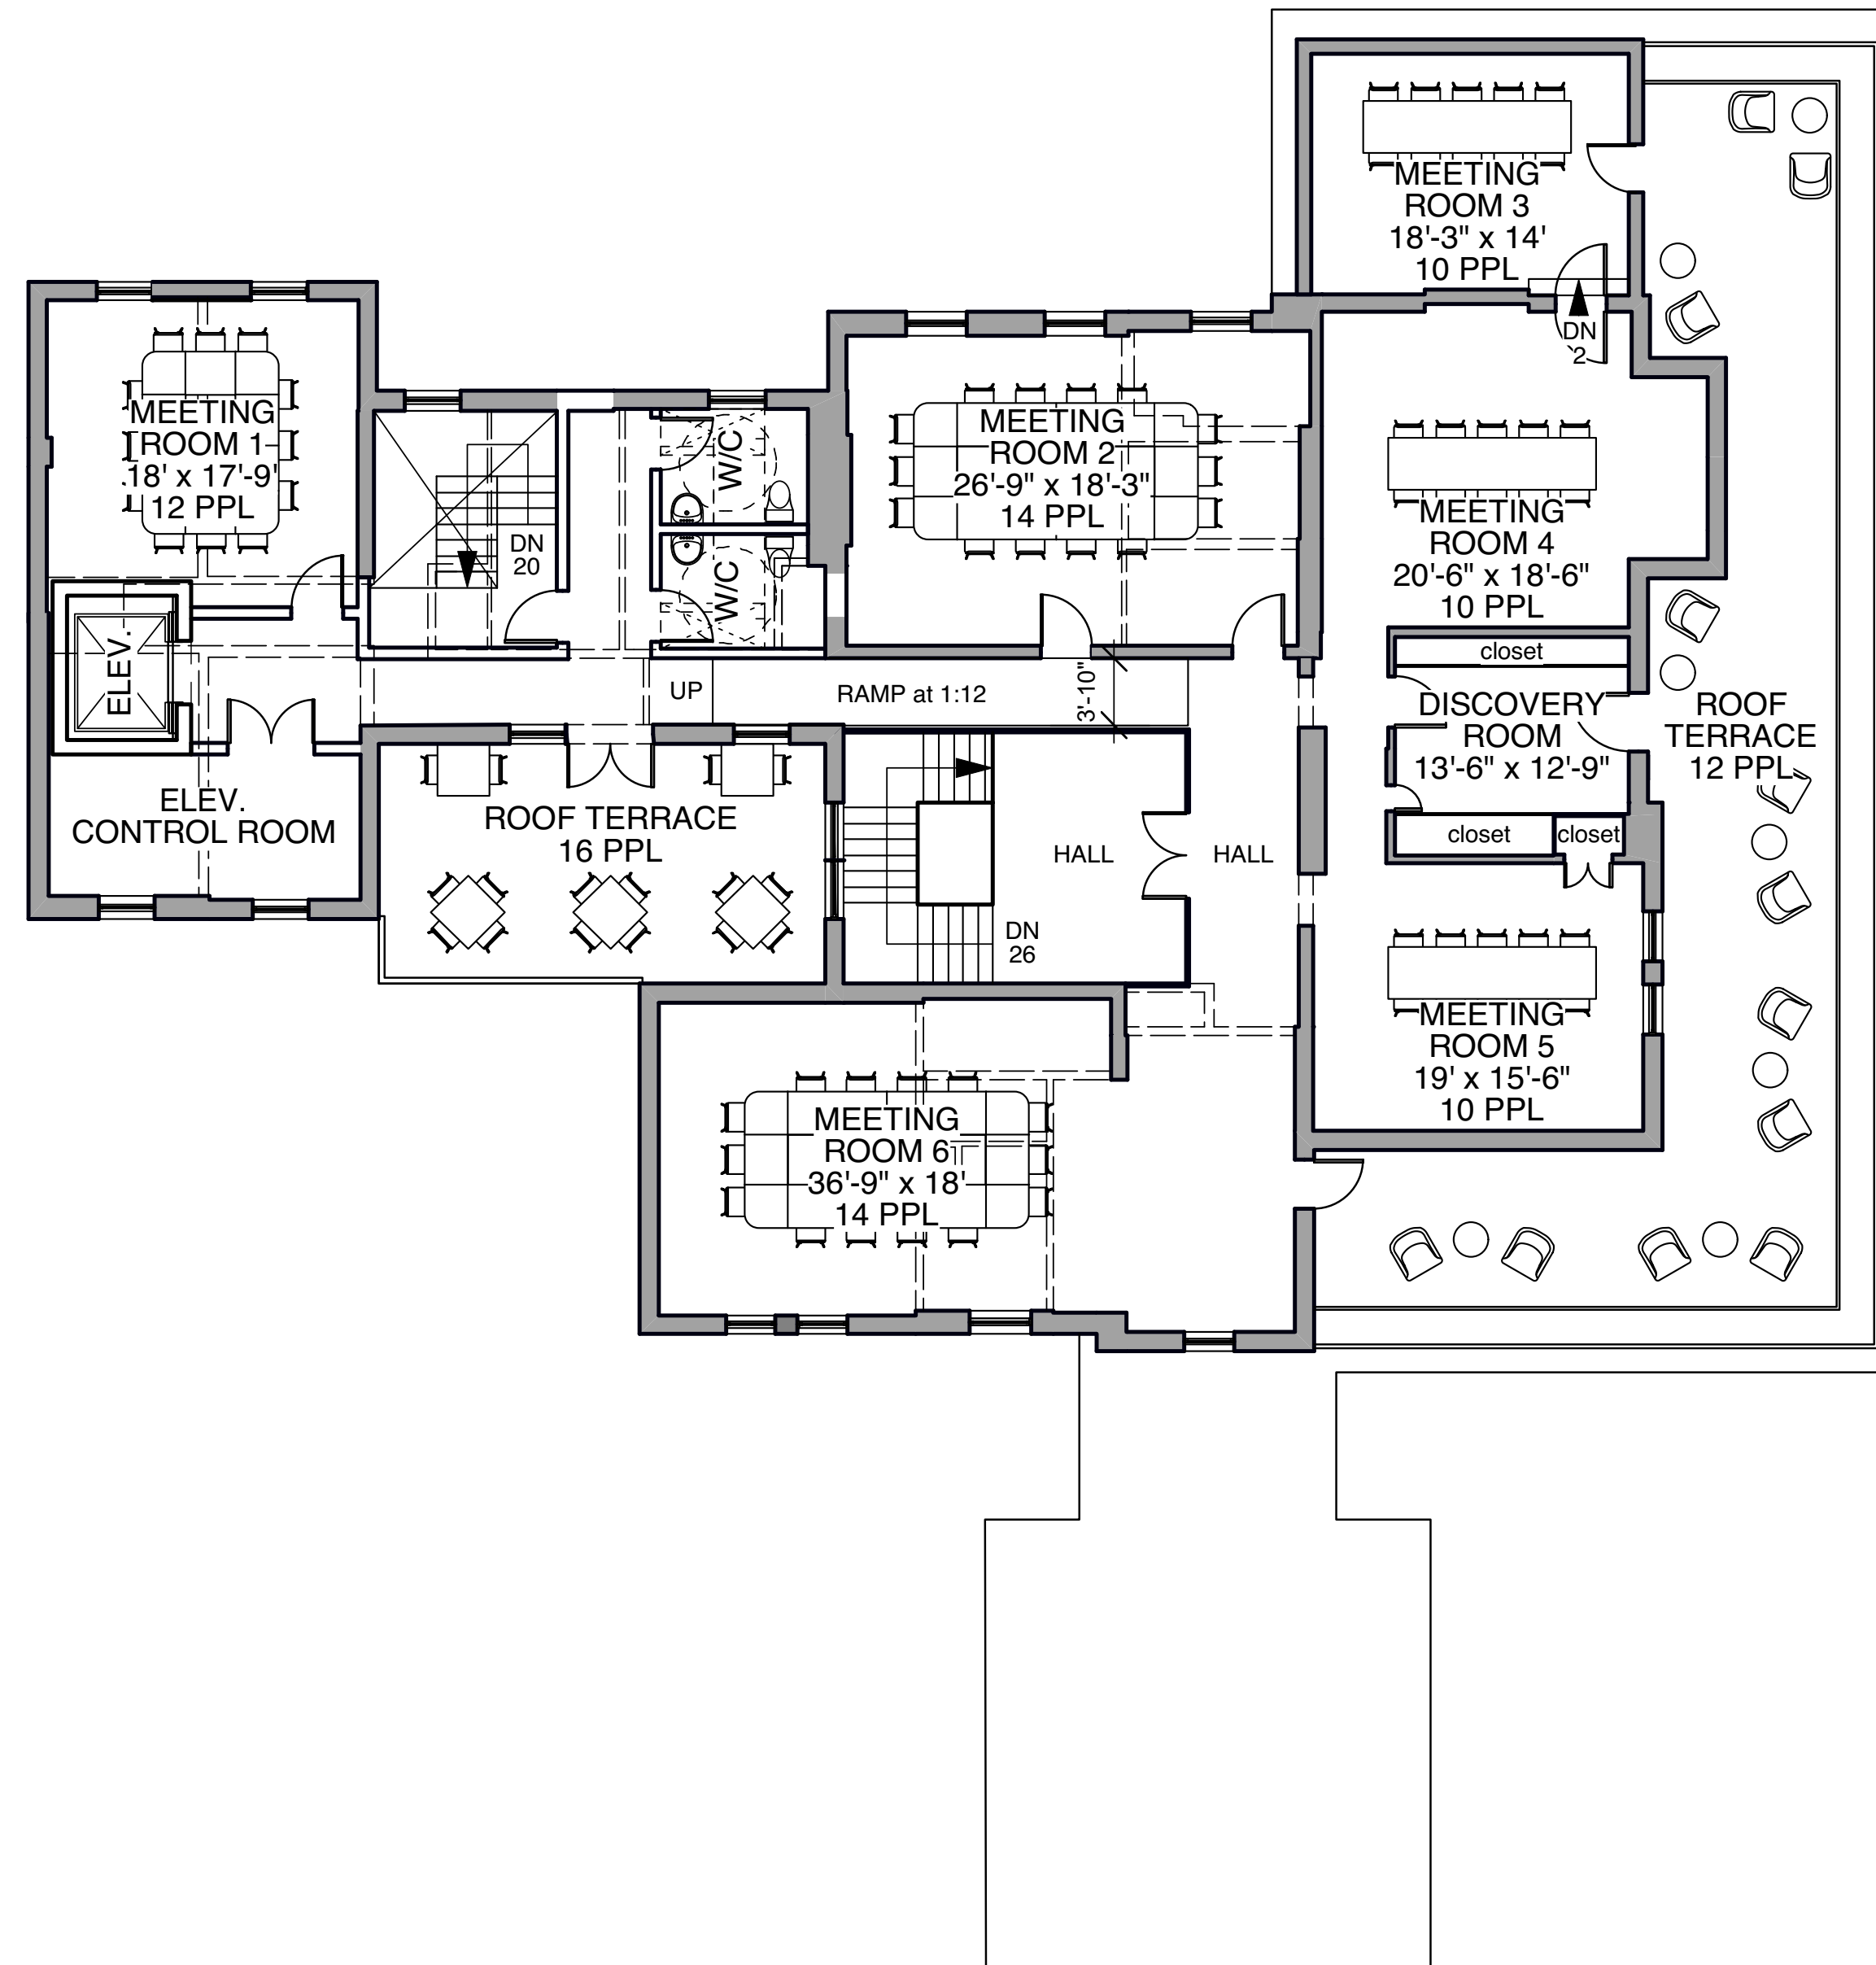 MEETING
ROOM 3
18'-3" x 14'
10 PPL
DN
2
MEETING
ROOM 1
18' x 17'-9
12 PPL
DN
20
W/C
W/C
MEETING
ROOM 2
26'-9" x 18'-3"
14 PPL
MEETING
ROOM 4
20'-6" x 18'-6"
10 PPL
ELEV.
UP
RAMP at 1:12
3'-10"
closet
DISCOVERY
ROOM
13'-6" x 12'-9"
ROOF
TERRACE
12 PPL
ELEV.
CONTROL ROOM
ROOF TERRACE
16 PPL
HALL
HALL
closet
closet
DN
26
MEETING
ROOM 5
19' x 15'-6"
10 PPL
MEETING
ROOM 6
36'-9" x 18'
14 PPL